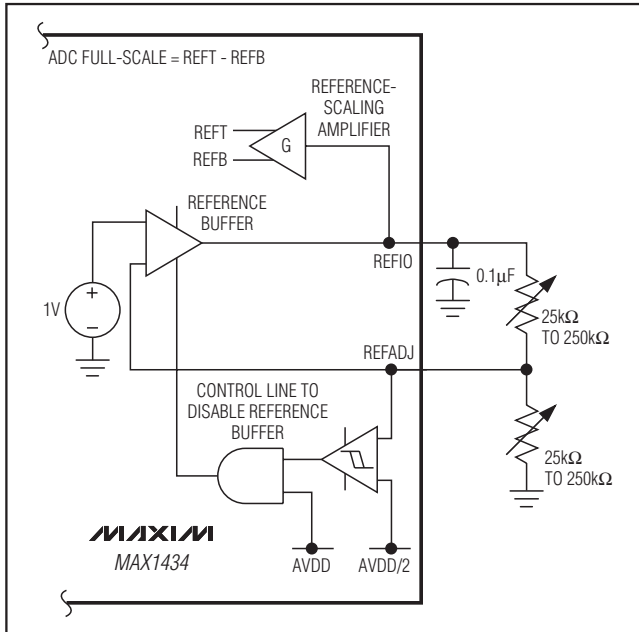 ADC FULL-SCALE = REFT - REFB
REFERENCE-
SCALING
AMPLIFIER
REFT
REFB
G
REFERENCE
BUFFER
REFIO
0.1µF
1V
25kΩ
TO 250kΩ
REFADJ
CONTROL LINE TO
DISABLE REFERENCE
BUFFER
25kΩ
TO 250kΩ
MAXIM
MAX1434
AVDD
AVDD/2